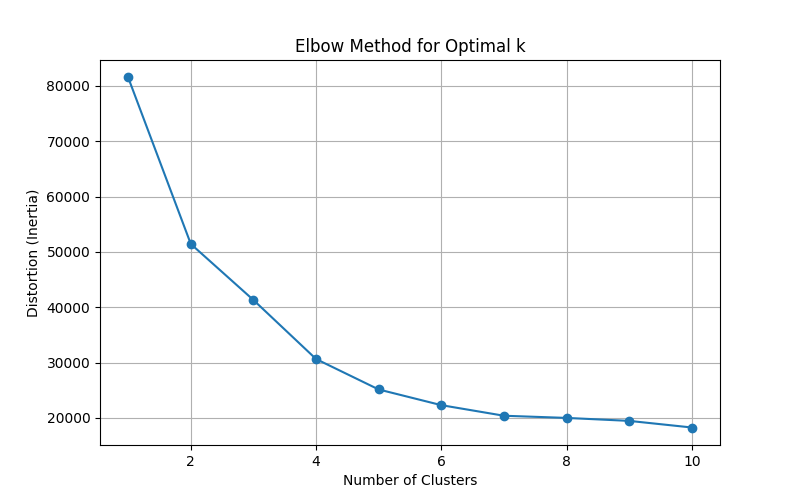 Elbow Method for Optimal k
80000
70000
60000
50000
40000
30000
20000
Distortion (Inertia)
2 4 6 8 10
Number of Clusters